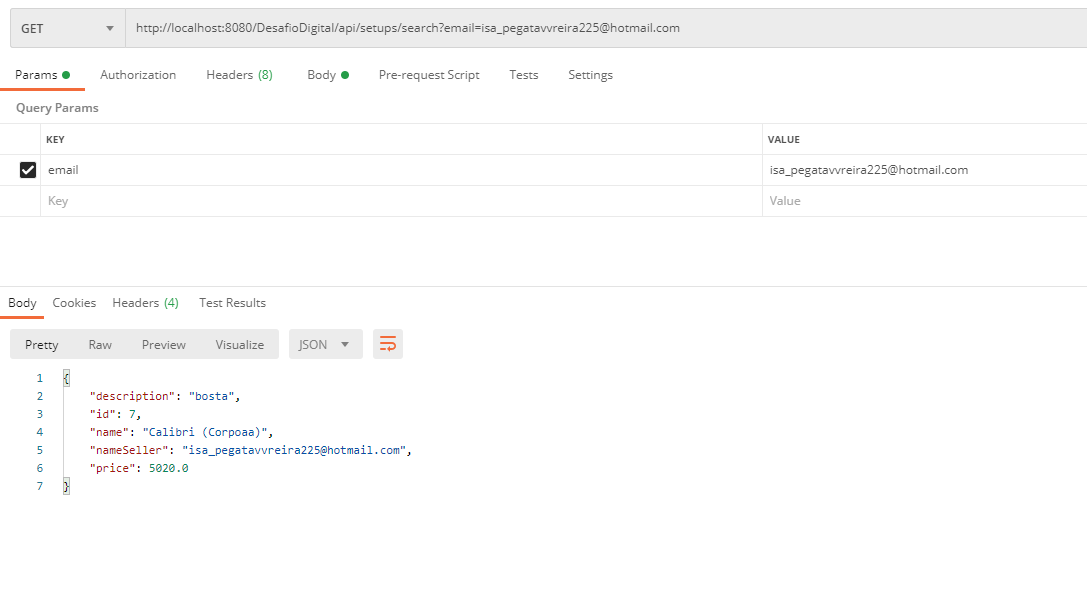 GET http://localhost:8080/DesafioDigital/api/setups/search?email=isa_pegatavvreira225@hotmail.com
Params Authorization Headers (8) Body Pre-request Script Tests Settings
Query Params
KEY VALUE
email isa_pegatavvreira225@hotmail.com
Key Value
Body Cookies Headers (4) Test Results
Pretty Raw Preview Visualize JSON
1 {
2 "description": "bosta",
3 "id": 7,
4 "name": "Calibri (Corpoaa)",
5 "nameSeller": "isa_pegatavvreira225@hotmail.com",
6 "price": 5020.0
7 }